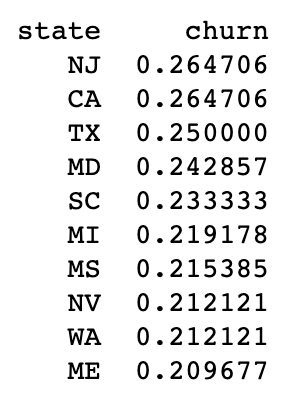 state churn
NJ 0.264706
CA 0.264706
TX 0.250000
MD 0.242857
SC 0.233333
MI 0.219178
MS 0.215385
NV 0.212121
WA 0.212121
ME 0.209677